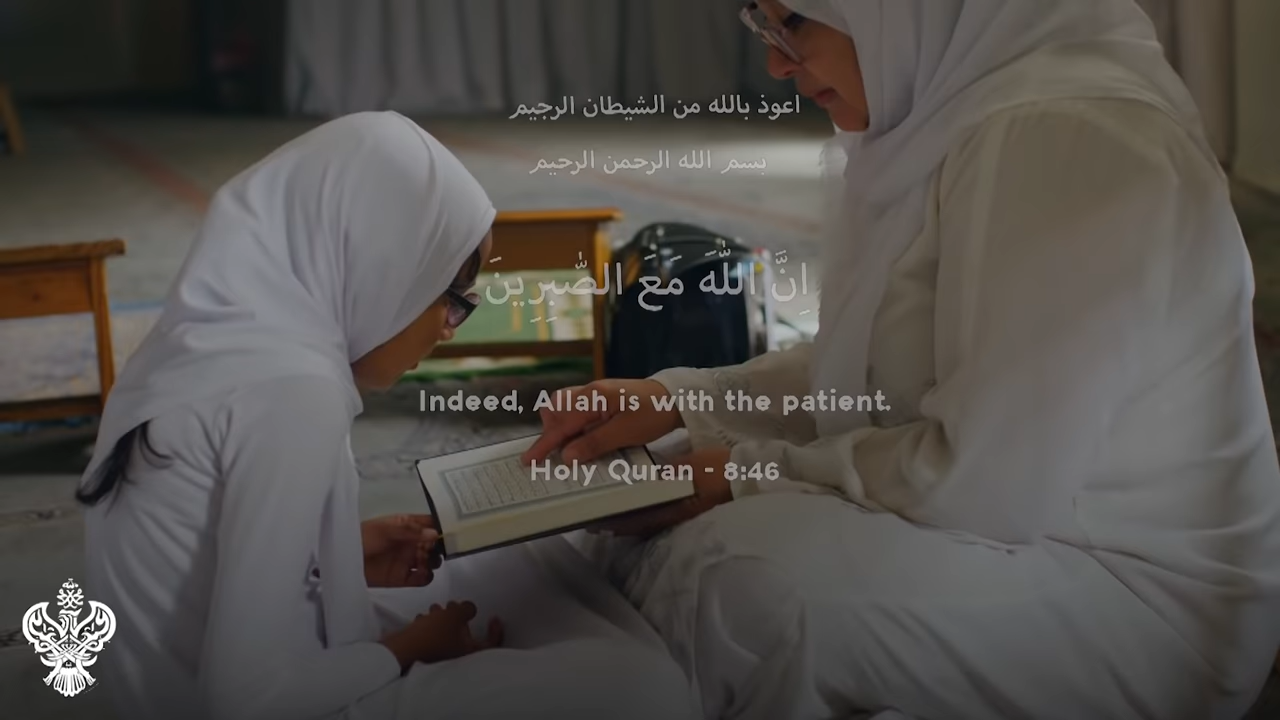 اعوذ بالله من الشيطان الرجيم
بسم الله الرحمن الرحيم
اِنَّ اللّٰهَ مَعَ الصّٰبِرِينَ
Indeed, Allah is with the patient.
Holy Quran - 8:46